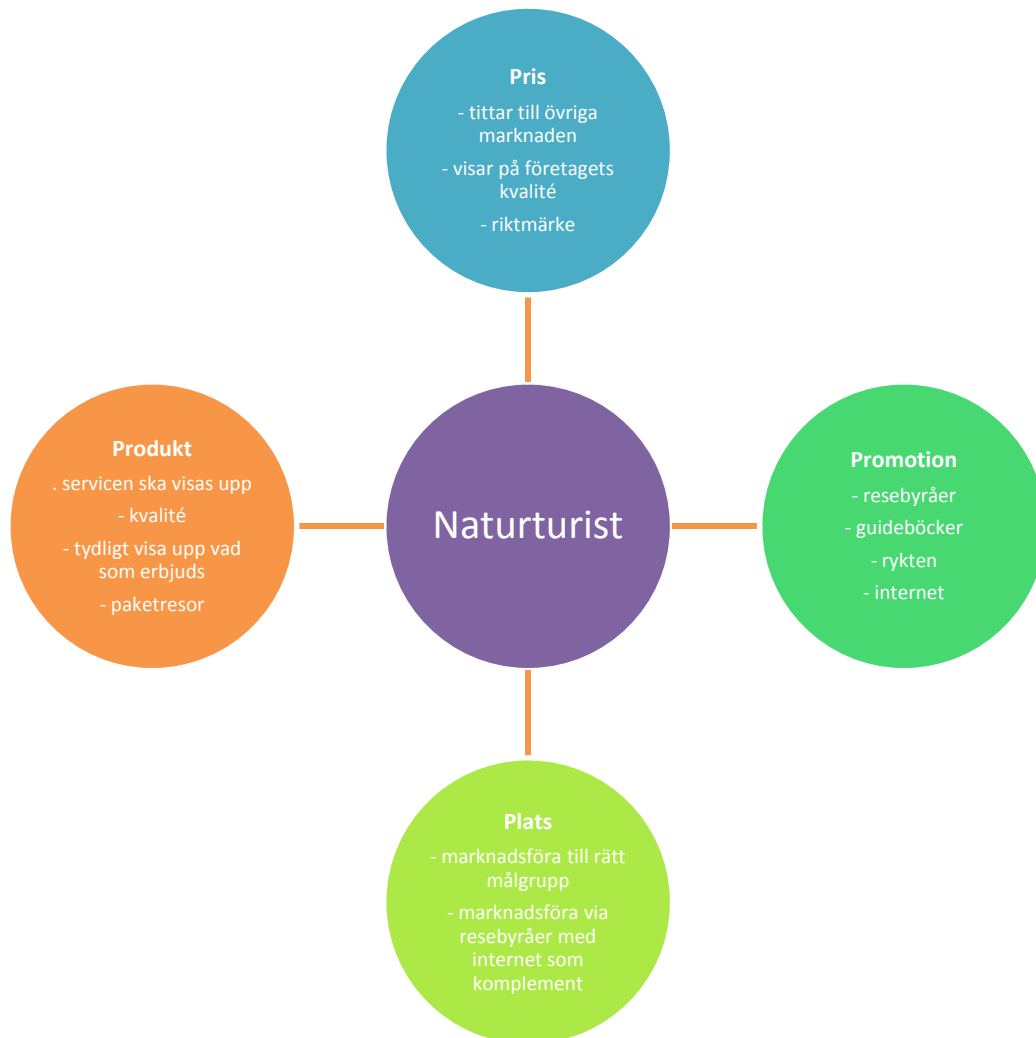 Pris
- tittar till övriga
marknaden
- visar på företagets
kvalité
- riktmärke
Produkt
. servicen ska visas upp
- kvalité
- tydligt visa upp vad
som erbjuds
- paketresor
Naturturist
Promotion
- resebyråer
- guideböcker
- rykten
- internet
Plats
- marknadsföra till rätt
målgrupp
- marknadsföra via
resebyråer med
internet som
komplement